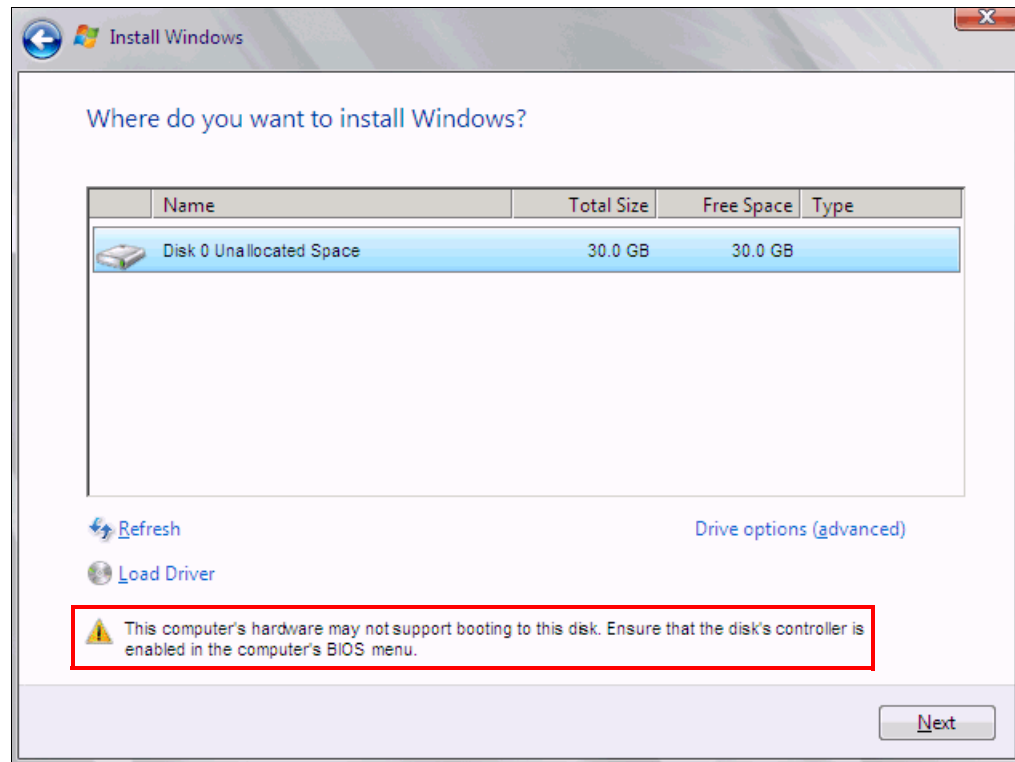 Install Windows
Where do you want to install Windows?
Name Total Size Free Space Type
Disk 0 Unallocated Space 30.0 GB 30.0 GB
Refresh Drive options (advanced)
Load Driver
This computer's hardware may not support booting to this disk. Ensure that the disk's controller is
enabled in the computer's BIOS menu.
Next